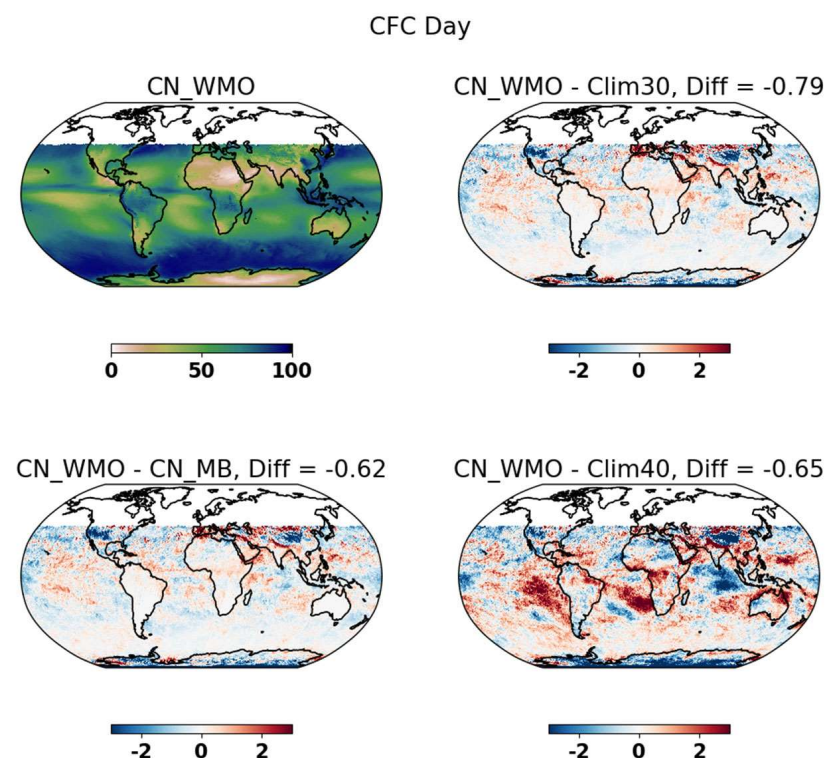 CFC Day
CN_WMO
CN_WMO - Clim30, Diff = -0.79
0 50 100
-2 0 2
CN_WMO - CN_MB, Diff = -0.62
CN_WMO - Clim40, Diff = -0.65
-2 0 2
-2 0 2